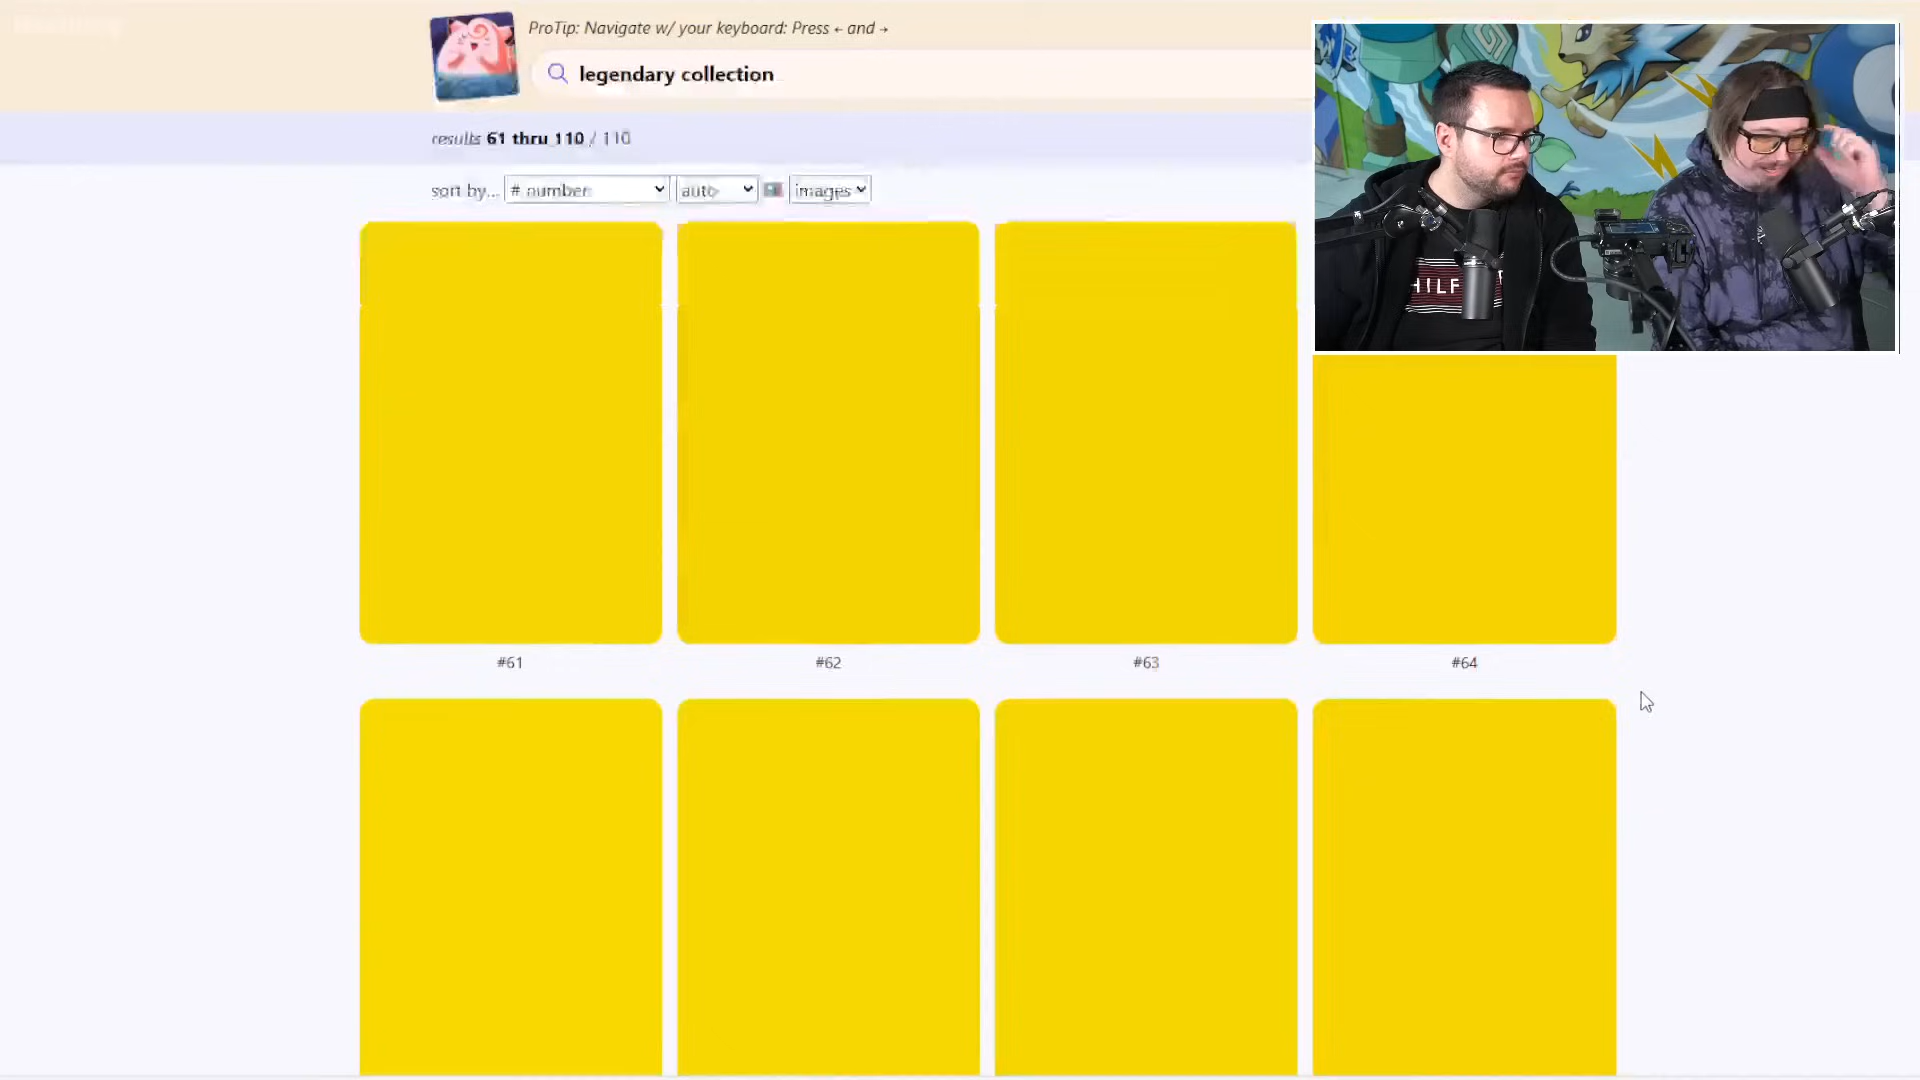 ProTip: Navigate w/ your keyboard: Press ← and →
legendary collection
results 61 thru 110 / 110
sort by... # number auto images
HILF
#61 #62 #63 #64